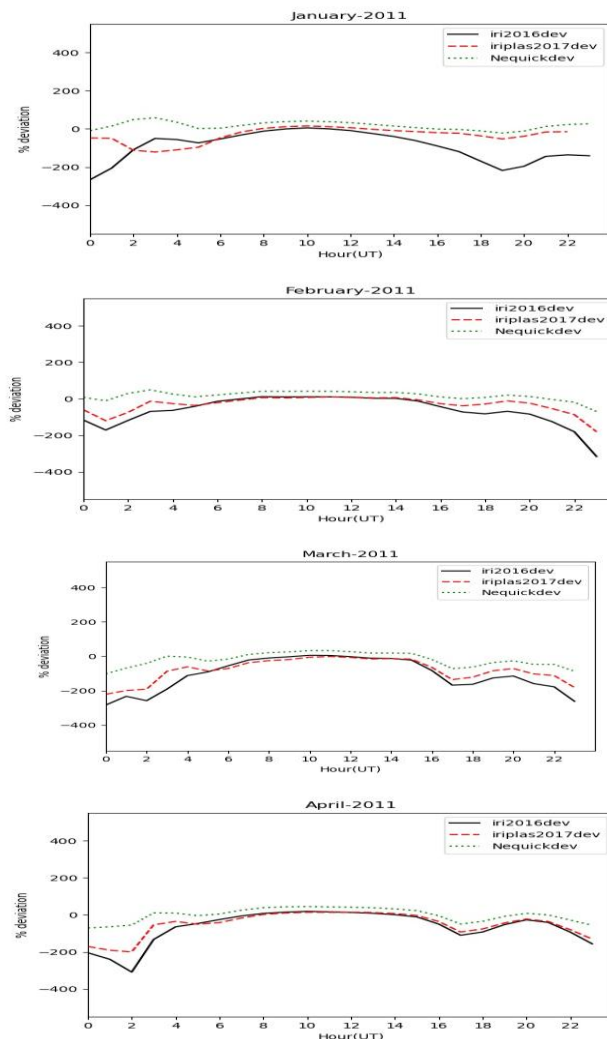 January-2011
400
200
0
−200
−400
% deviation
iri2016dev
iriplas2017dev
Nequickdev
0 2 4 6 8 10 12 14 16 18 20 22
Hour(UT)
February-2011
400
200
0
−200
−400
% deviation
iri2016dev
iriplas2017dev
Nequickdev
0 2 4 6 8 10 12 14 16 18 20 22
Hour(UT)
March-2011
400
200
0
−200
−400
% deviation
iri2016dev
iriplas2017dev
Nequickdev
0 2 4 6 8 10 12 14 16 18 20 22
Hour(UT)
April-2011
400
200
0
−200
−400
% deviation
iri2016dev
iriplas2017dev
Nequickdev
0 2 4 6 8 10 12 14 16 18 20 22
Hour(UT)